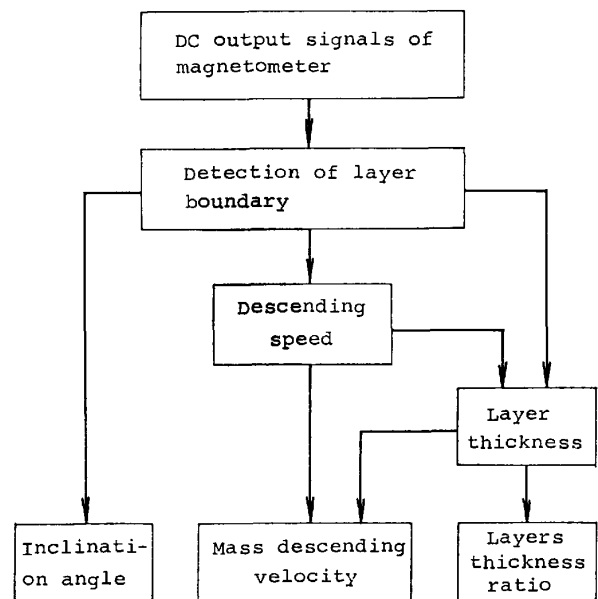 DC output signals of
magnetometer
Detection of layer
boundary
Descending
speed
Layer
thickness
Inclinati-
on angle
Mass descending
velocity
Layers
thickness
ratio